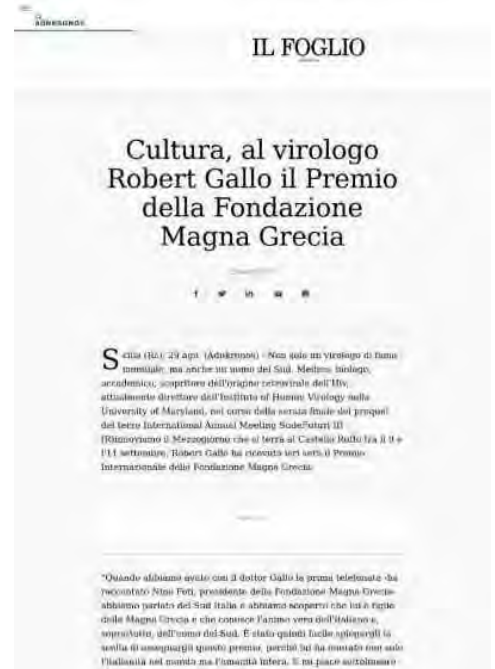 ADNKRONOS
IL FOGLIO
Cultura, al virologo
Robert Gallo il Premio
della Fondazione
Magna Grecia
Scilla (Rc), 29 ago. (Adnkronos) - Non solo un virologo di fama
mondiale, ma anche un uomo del Sud. Medico, biologo,
accademico, scopritore dell'origine retrovirale dell'Hiv,
attualmente direttore dell'Institute of Human Virology nella
University of Maryland, nel corso della serata finale dei prequel
del terzo International Annual Meeting SudeFuturi III
(Rinnoviamo il Mezzogiorno che si terrà al Castello Ruffo tra il 9 e
l'11 settembre, Robert Gallo ha ricevuto ieri sera il Premio
Internazionale della Fondazione Magna Grecia.
"Quando abbiamo avuto con il dottor Gallo la prima telefonata -ha
raccontato Nino Foti, presidente della Fondazione Magna Grecia-
abbiamo parlato del Sud Italia e abbiamo scoperto che lui è figlio
della Magna Grecia e che conosce l'animo vero dell'italiano e,
soprattutto, dell'uomo del Sud. È stato quindi facile spiegargli la
scelta di assegnargli questo premio, perché lui ha onorato non solo
l'italianità nel mondo ma l'umanità intera. E mi piace sottolineare